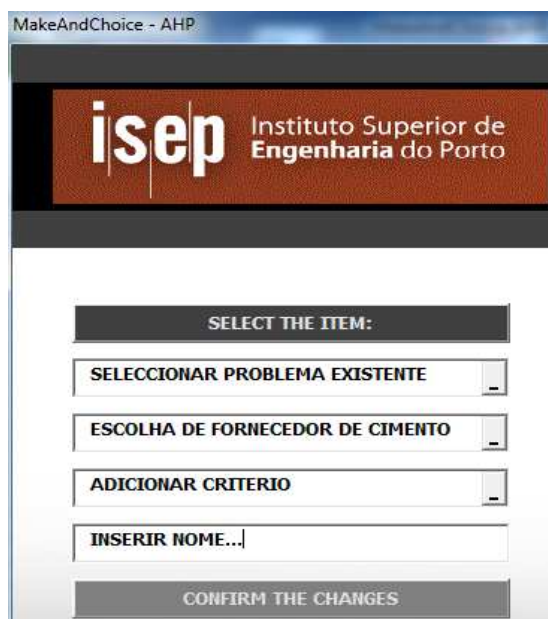 MakeAndChoice - AHP
isep
Instituto Superior de
Engenharia do Porto
SELECT THE ITEM:
SELECCIONAR PROBLEMA EXISTENTE
ESCOLHA DE FORNECEDOR DE CIMENTO
ADICIONAR CRITERIO
INSERIR NOME...
CONFIRM THE CHANGES